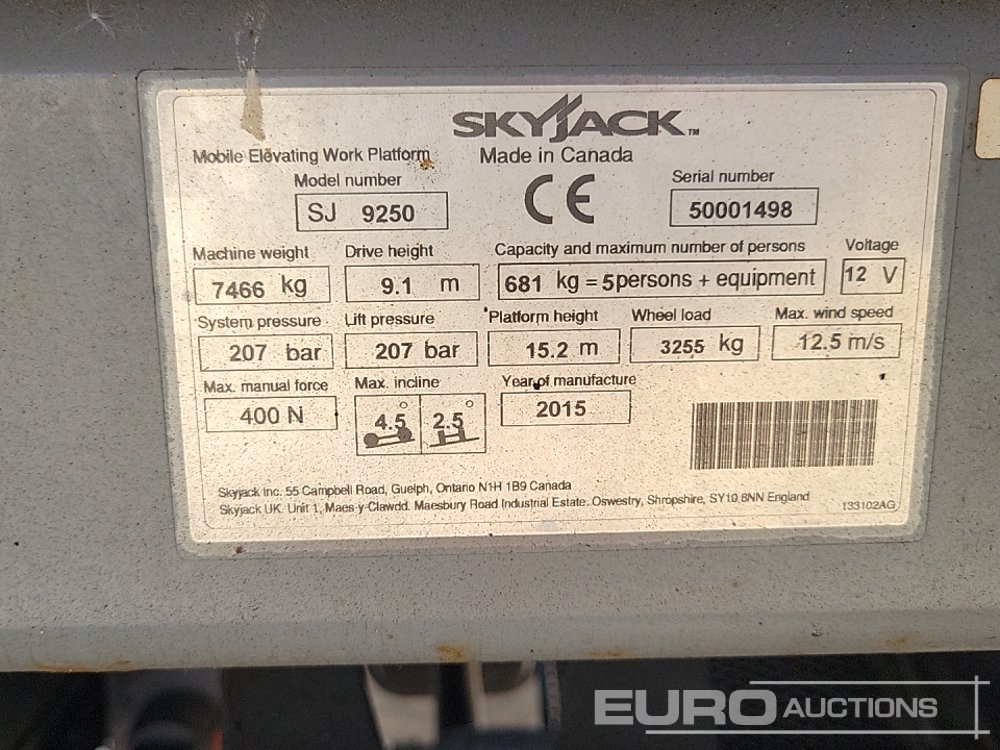 SKYJACK™
Mobile Elevating Work Platform Made in Canada
Model number
SJ 9250
CE
Serial number
50001498
Machine weight
7466 kg
Drive height
9.1 m
Capacity and maximum number of persons
681 kg = 5persons + equipment
Voltage
12 V
System pressure
207 bar
Lift pressure
207 bar
Platform height
15.2 m
Wheel load
3255 kg
Max. wind speed
12.5 m/s
Max. manual force
400 N
Max. incline
4.5° 2.5°
Year of manufacture
2015
Skyjack Inc. 55 Campbell Road, Guelph, Ontario N1H 1B9 Canada
Skyjack UK. Unit 1, Maes-y-Clawdd. Maesbury Road Industrial Estate. Oswestry, Shropshire, SY10 8NN England
133102AG
EURO AUCTIONS